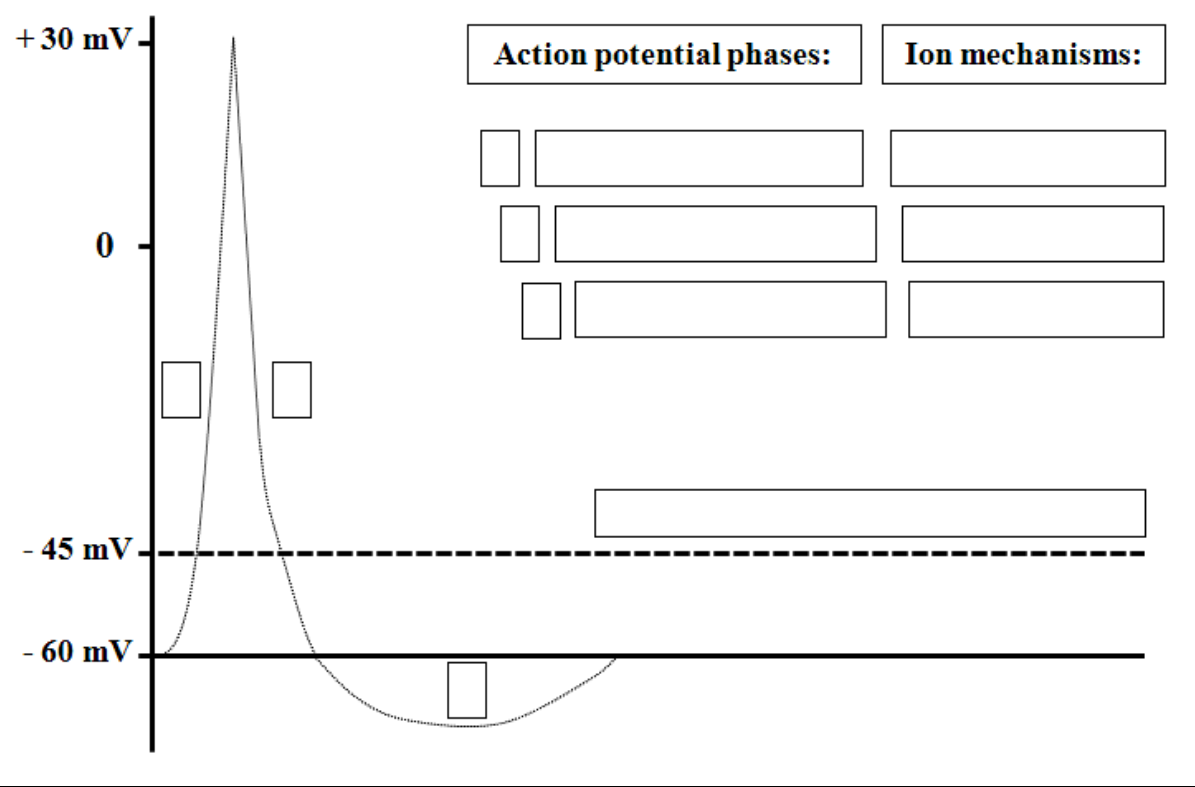 + 30 mV
Action potential phases:
Ion mechanisms:
0
- 45 mV
- 60 mV